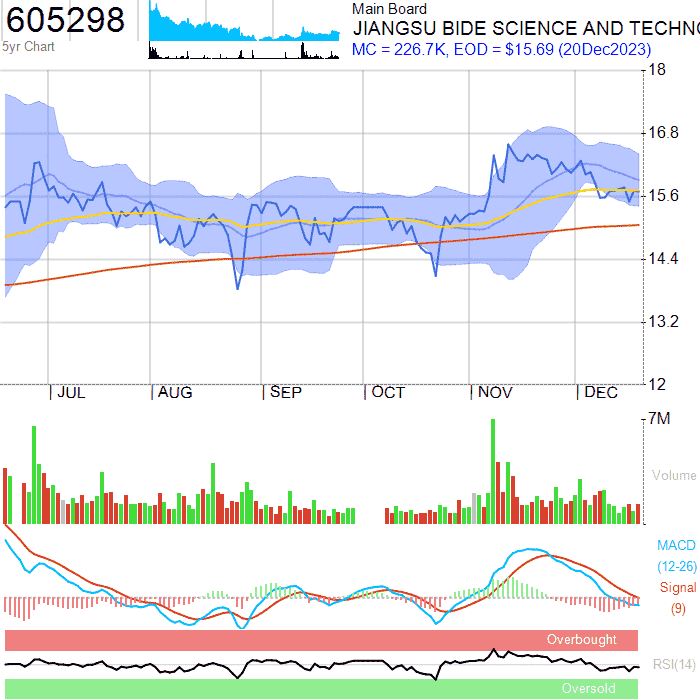 605298
5yr Chart
Main Board
JIANGSU BIDE SCIENCE AND TECHNO
MC = 226.7K, EOD = $15.69 (20Dec2023)
18
16.8
15.6
14.4
13.2
12
JUL AUG SEP OCT NOV DEC
7M
Volume
MACD
(12-26)
Signal
(9)
Overbought
RSI(14)
Oversold